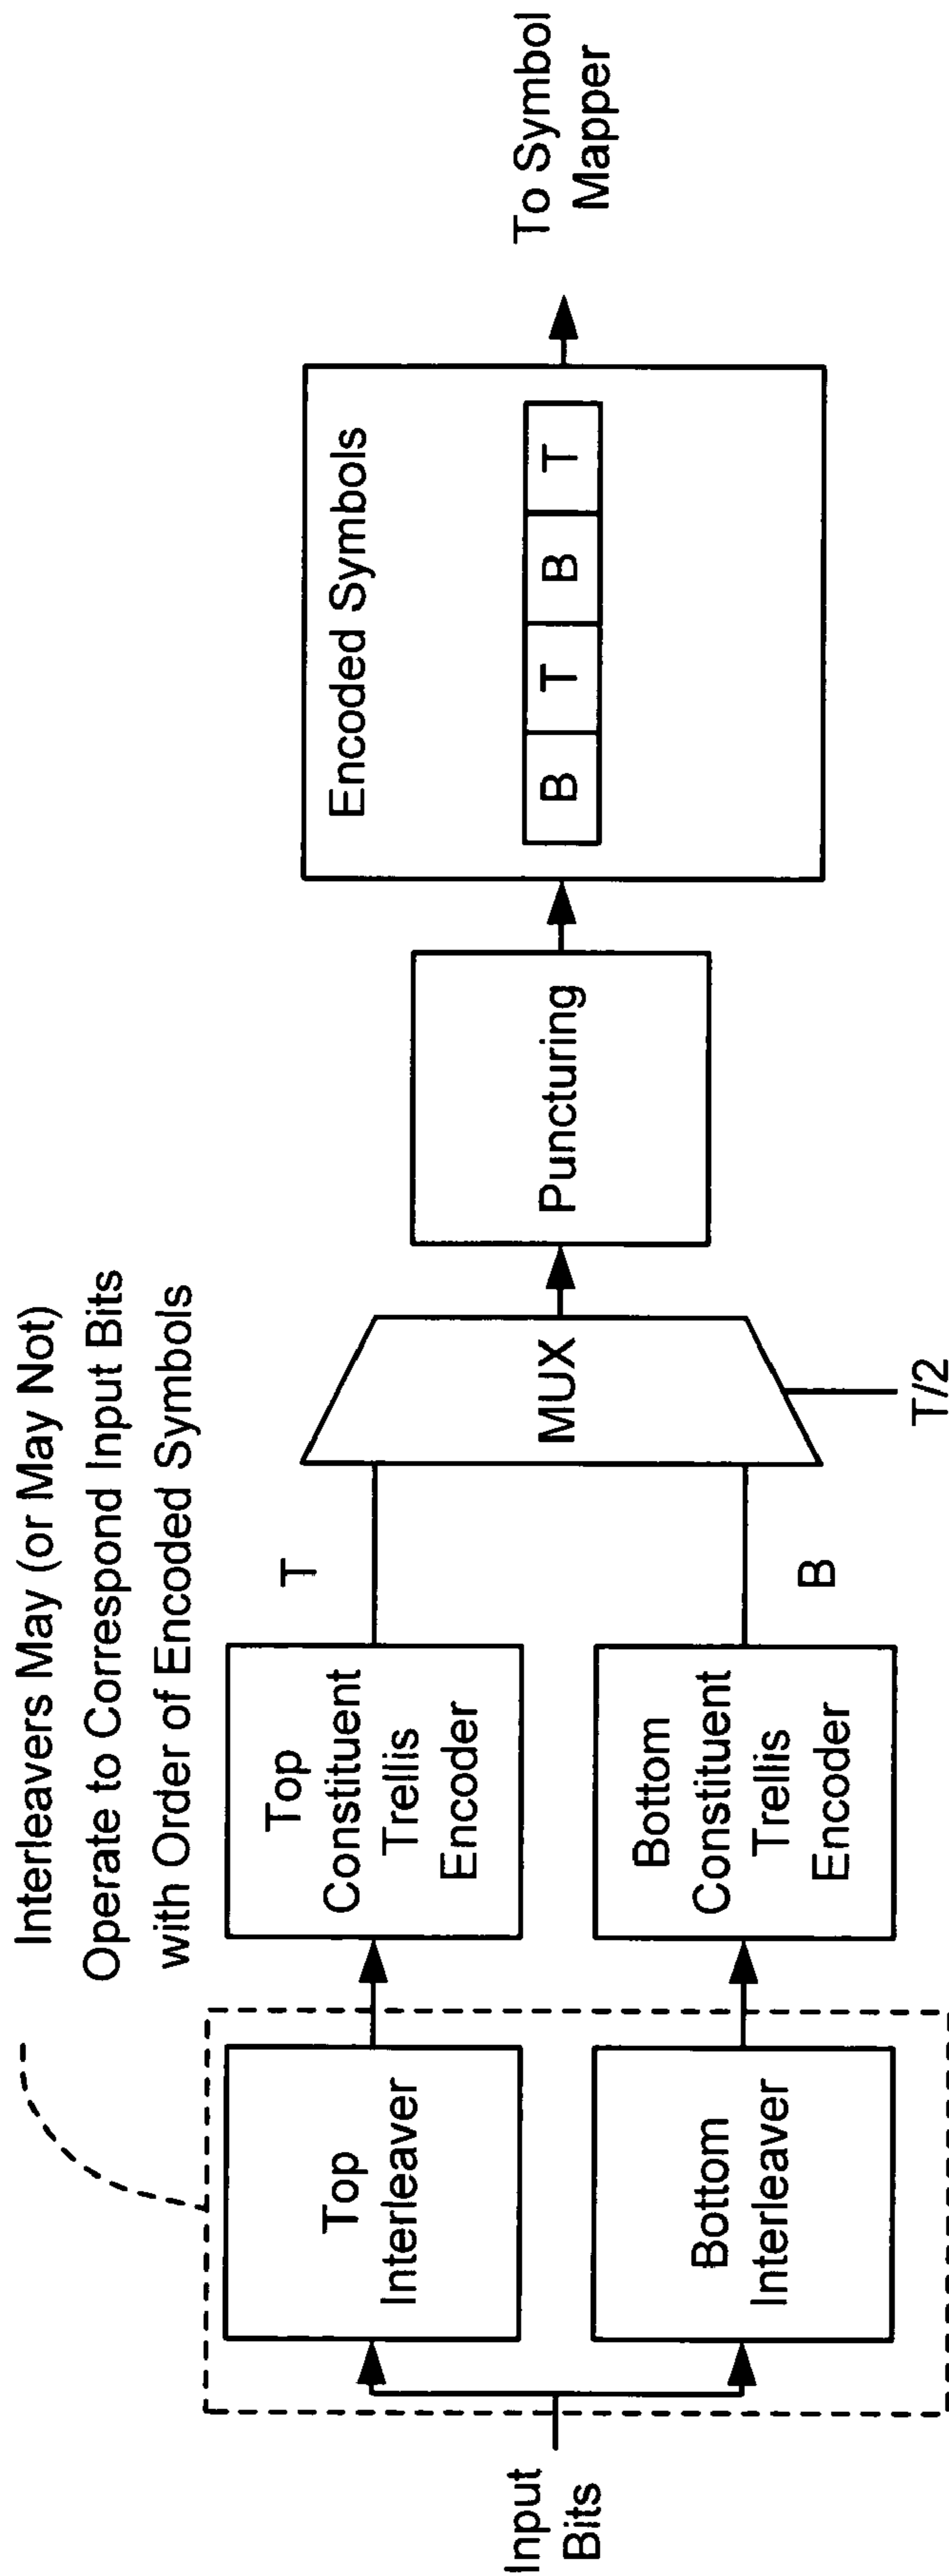 Interleavers May (or May Not)
Operate to Correspond Input Bits
with Order of Encoded Symbols
Input
Bits
Top
Interleaver
Bottom
Interleaver
Top
Constituent
Trellis
Encoder
Bottom
Constituent
Trellis
Encoder
T
B
MUX
T/2
Puncturing
Encoded Symbols
B T B T
To Symbol
Mapper